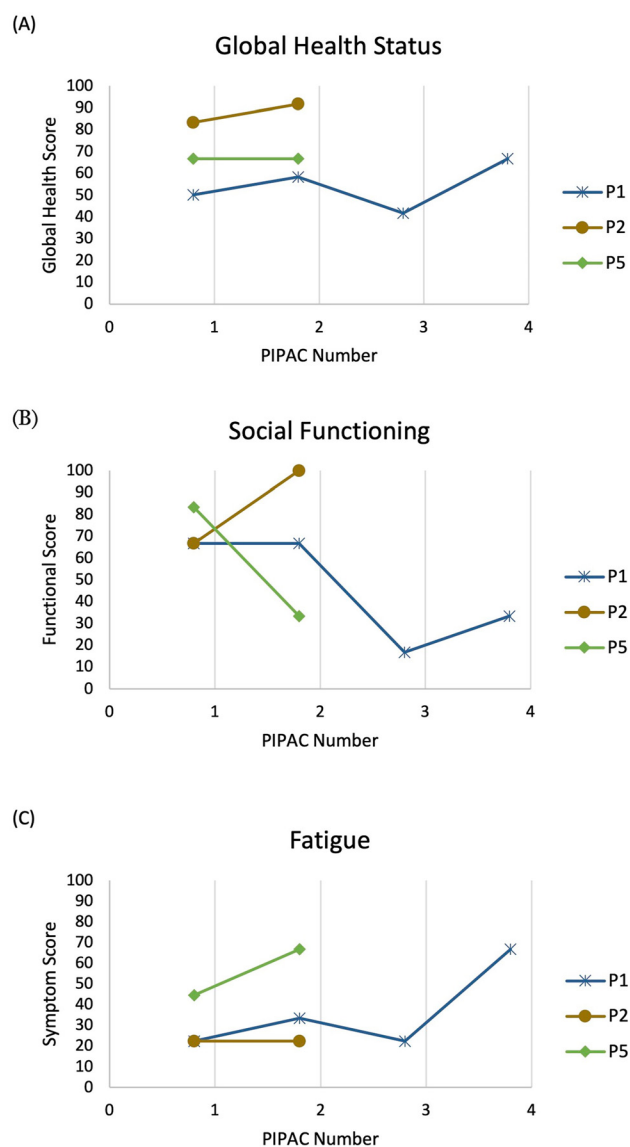 (A)
Global Health Status
Global Health Score
100
90
80
70
60
50
40
30
20
10
0
0 1 2 3 4
PIPAC Number
P1
P2
P5
(B)
Social Functioning
Functional Score
100
90
80
70
60
50
40
30
20
10
0
0 1 2 3 4
PIPAC Number
P1
P2
P5
(C)
Fatigue
Symptom Score
100
90
80
70
60
50
40
30
20
10
0
0 1 2 3 4
PIPAC Number
P1
P2
P5